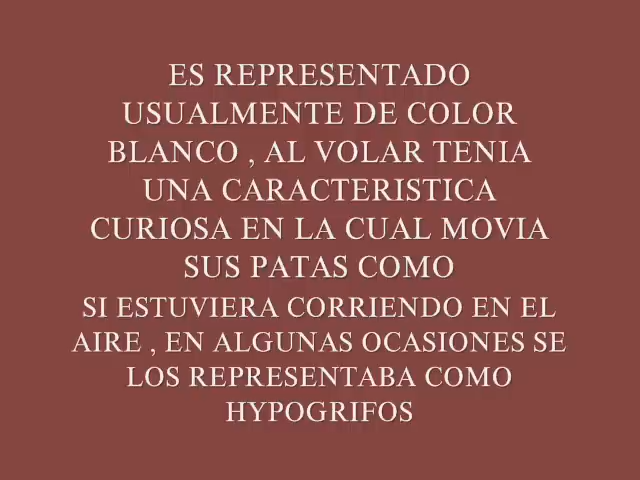 ES REPRESENTADO
USUALMENTE DE COLOR
BLANCO , AL VOLAR TENIA
UNA CARACTERISTICA
CURIOSA EN LA CUAL MOVIA
SUS PATAS COMO
SI ESTUVIERA CORRIENDO EN EL
AIRE , EN ALGUNAS OCASIONES SE
LOS REPRESENTABA COMO
HYPOGRIFOS